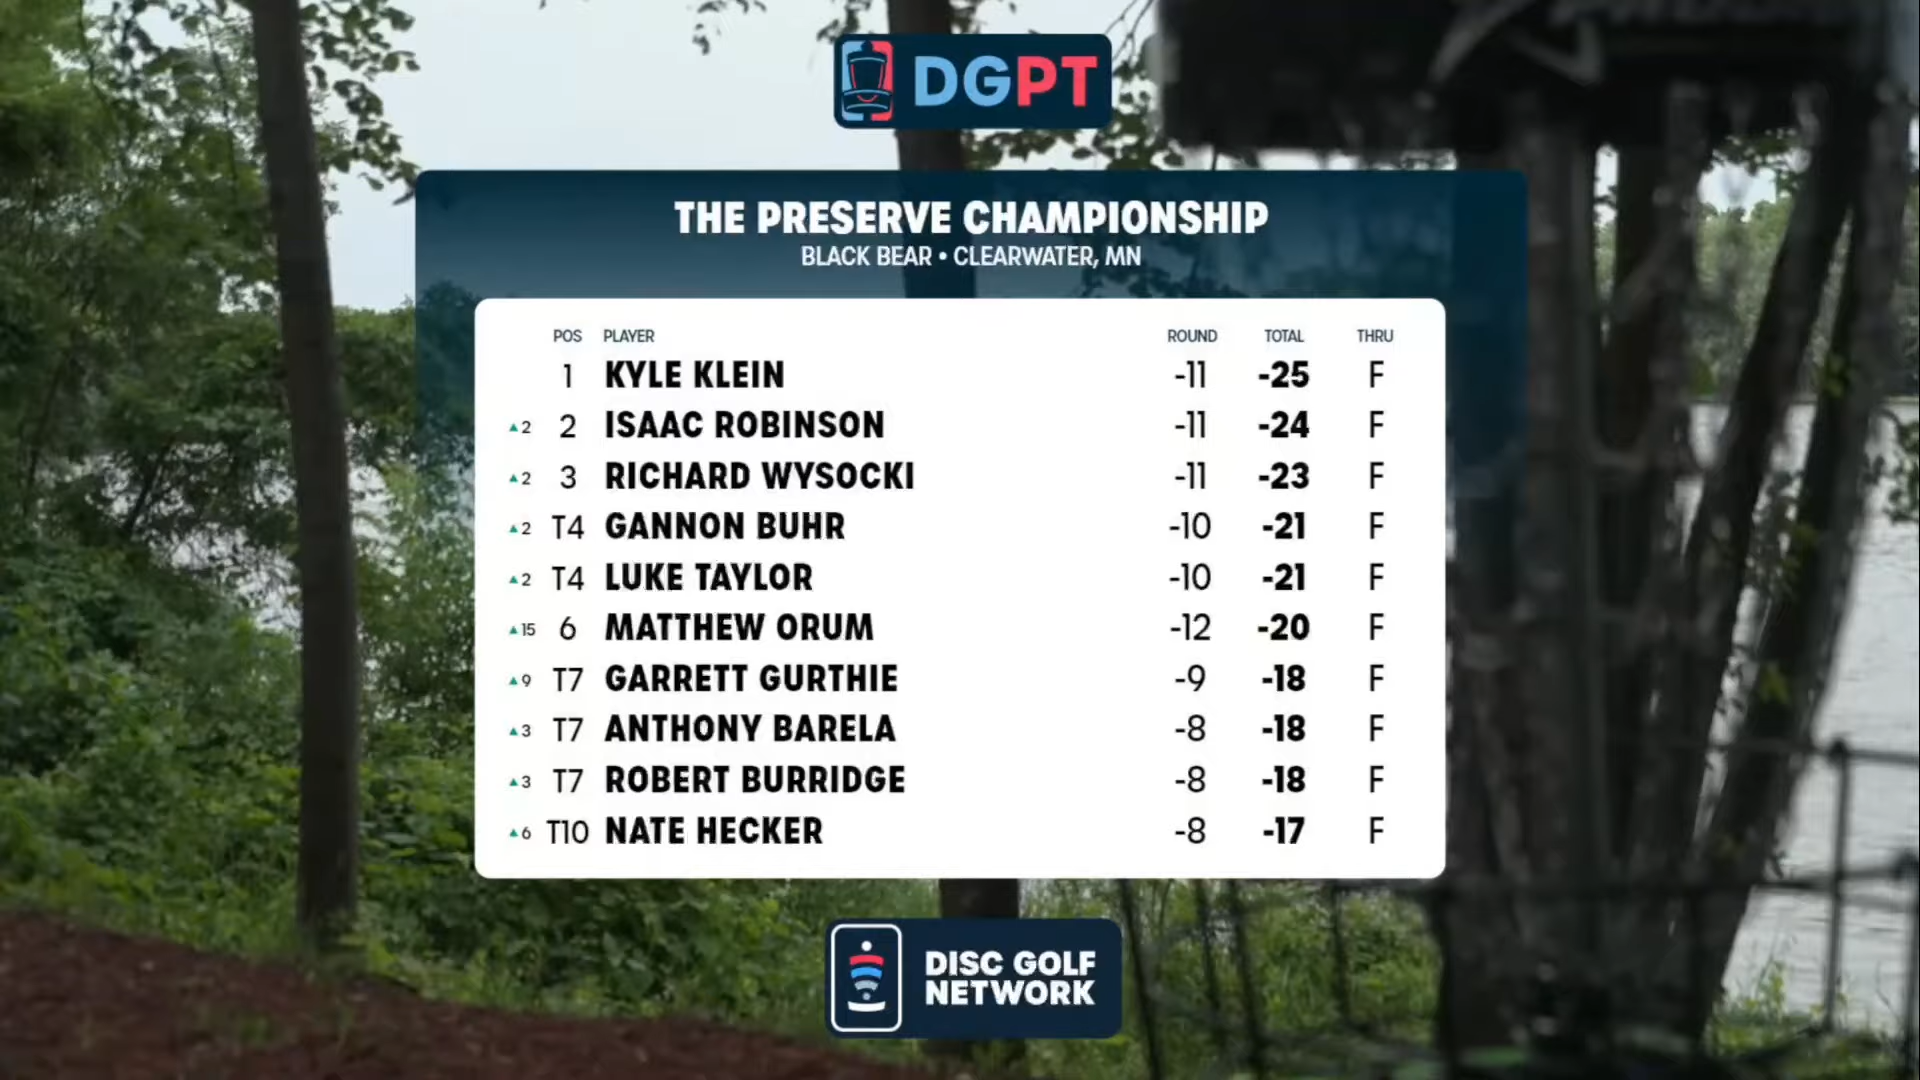 DGPT
THE PRESERVE CHAMPIONSHIP
BLACK BEAR • CLEARWATER, MN
POS PLAYER ROUND TOTAL THRU
1 KYLE KLEIN -11 -25 F
▲2 2 ISAAC ROBINSON -11 -24 F
▲2 3 RICHARD WYSOCKI -11 -23 F
▲2 T4 GANNON BUHR -10 -21 F
▲2 T4 LUKE TAYLOR -10 -21 F
▲15 6 MATTHEW ORUM -12 -20 F
▲9 T7 GARRETT GURTHIE -9 -18 F
▲3 T7 ANTHONY BARELA -8 -18 F
▲3 T7 ROBERT BURRIDGE -8 -18 F
▲6 T10 NATE HECKER -8 -17 F
DISC GOLF
NETWORK